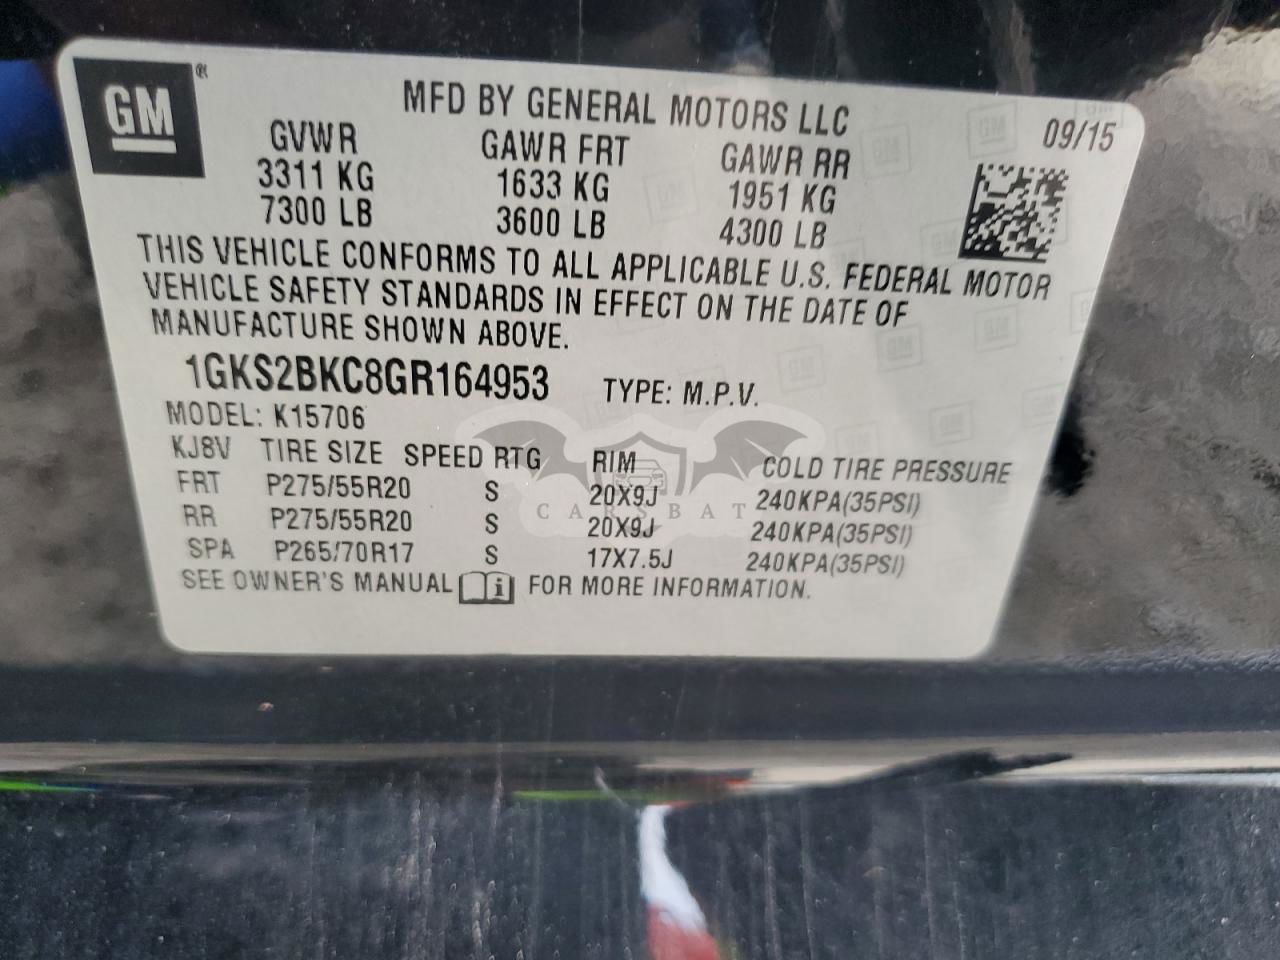 GM
MFD BY GENERAL MOTORS LLC
09/15
GVWR GAWR FRT GAWR RR
3311 KG 1633 KG 1951 KG
7300 LB 3600 LB 4300 LB
THIS VEHICLE CONFORMS TO ALL APPLICABLE U.S. FEDERAL MOTOR
VEHICLE SAFETY STANDARDS IN EFFECT ON THE DATE OF
MANUFACTURE SHOWN ABOVE.
1GKS2BKC8GR164953 TYPE: M.P.V.
MODEL: K15706
KJ8V TIRE SIZE SPEED RTG RIM COLD TIRE PRESSURE
FRT P275/55R20 S 20X9J 240KPA(35PSI)
RR P275/55R20 S 20X9J 240KPA(35PSI)
SPA P265/70R17 S 17X7.5J 240KPA(35PSI)
SEE OWNER'S MANUAL FOR MORE INFORMATION.
CARSBAT